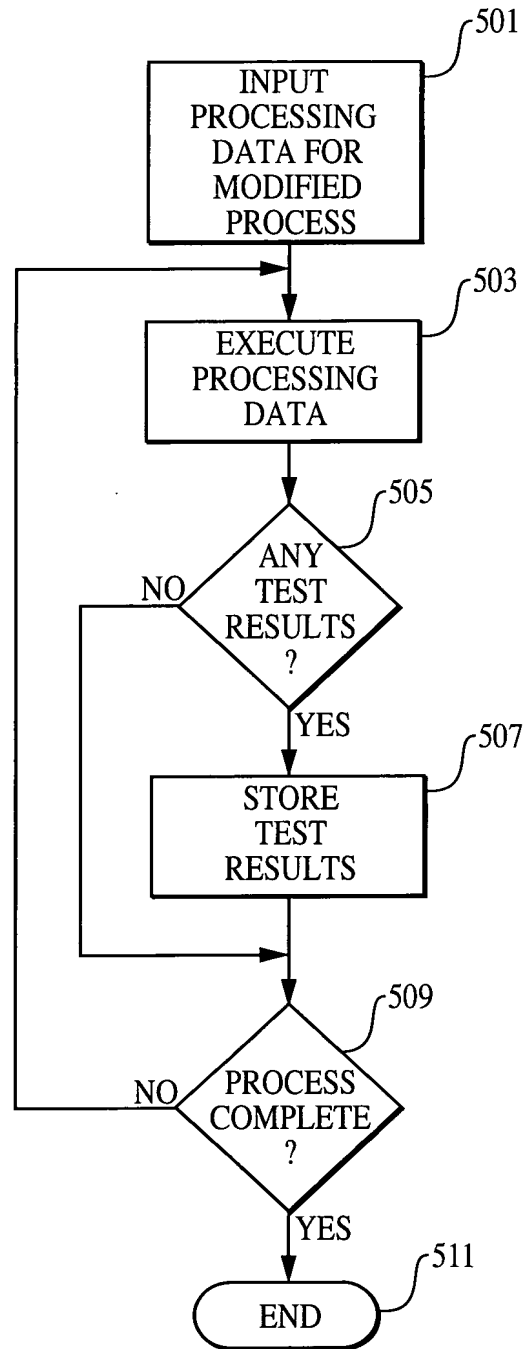 501
INPUT
PROCESSING
DATA FOR
MODIFIED
PROCESS
503
EXECUTE
PROCESSING
DATA
505
ANY
TEST
RESULTS
?
NO
YES
507
STORE
TEST
RESULTS
509
PROCESS
COMPLETE
?
NO
YES
511
END